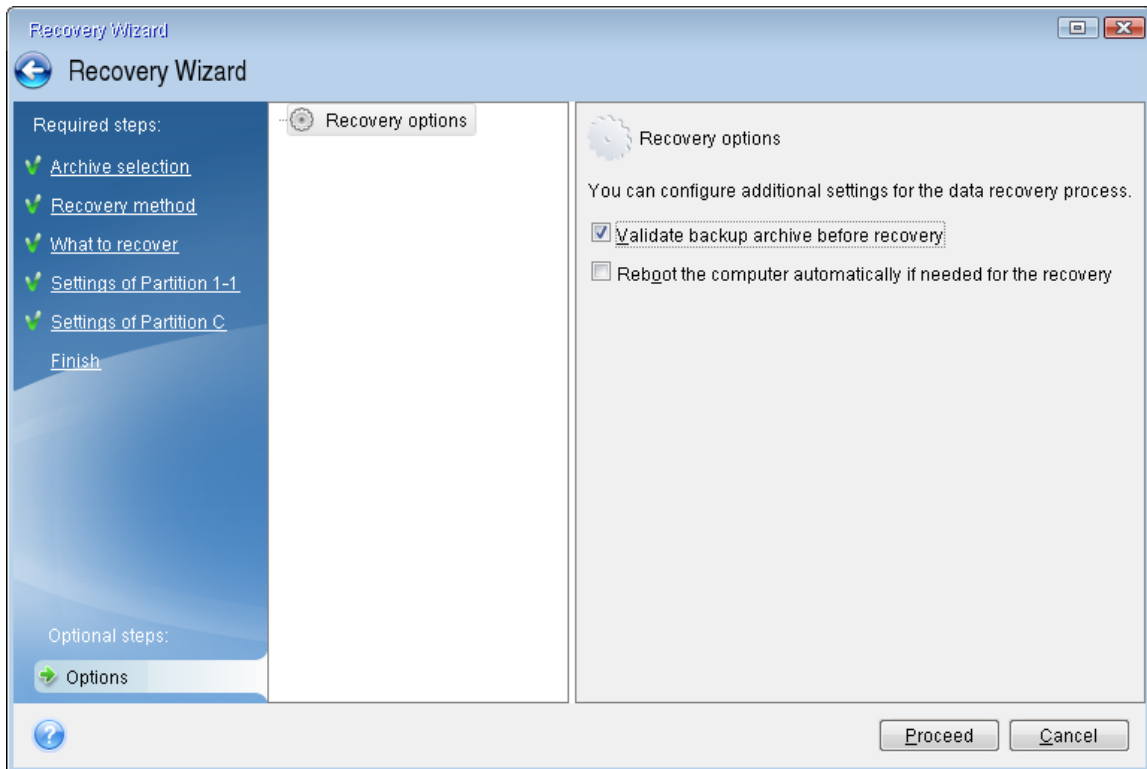 Recovery Wizard
Recovery Wizard
Required steps:
Archive selection
Recovery method
What to recover
Settings of Partition 1-1
Settings of Partition C
Finish
Optional steps:
Options
Recovery options
Recovery options
You can configure additional settings for the data recovery process.
Validate backup archive before recovery
Reboot the computer automatically if needed for the recovery
?
Proceed
Cancel